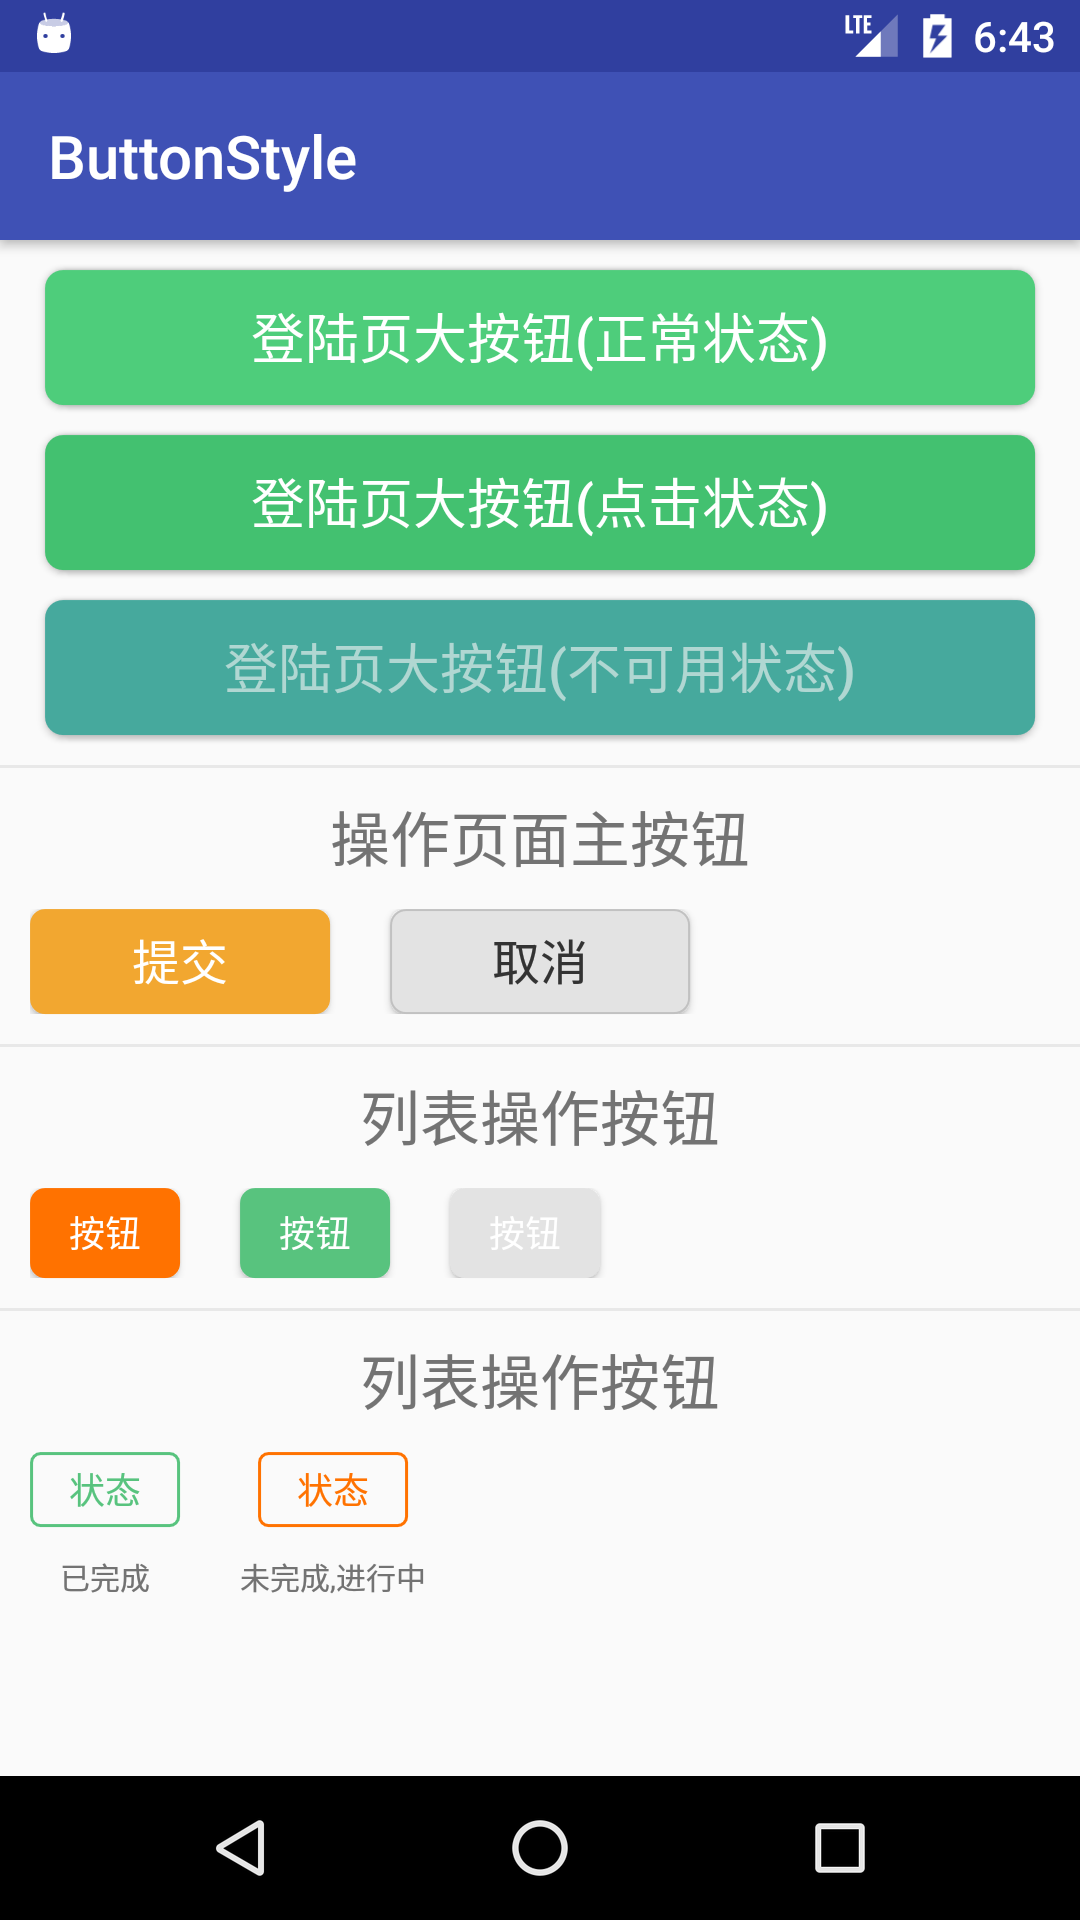 LTE 6:43
ButtonStyle
登陆页大按钮(正常状态)
登陆页大按钮(点击状态)
登陆页大按钮(不可用状态)
操作页面主按钮
提交 取消
列表操作按钮
按钮 按钮 按钮
列表操作按钮
状态 状态
已完成 未完成,进行中